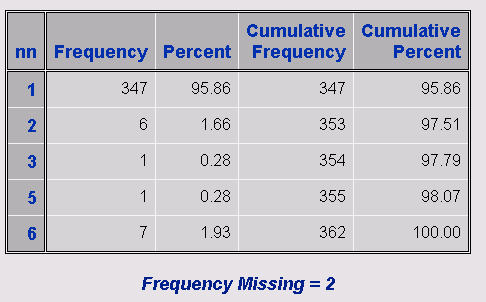 Cumulative Cumulative
nn Frequency Percent Frequency Percent
1 347 95.86 347 95.86
2 6 1.66 353 97.51
3 1 0.28 354 97.79
5 1 0.28 355 98.07
6 7 1.93 362 100.00
Frequency Missing = 2